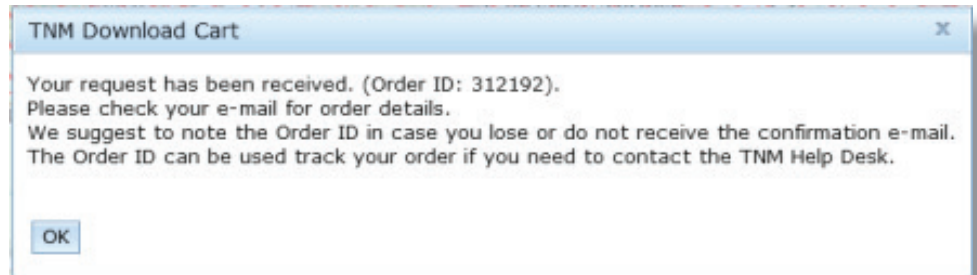 TNM Download Cart
x
Your request has been received. (Order ID: 312192).
Please check your e-mail for order details.
We suggest to note the Order ID in case you lose or do not receive the confirmation e-mail.
The Order ID can be used track your order if you need to contact the TNM Help Desk.
OK